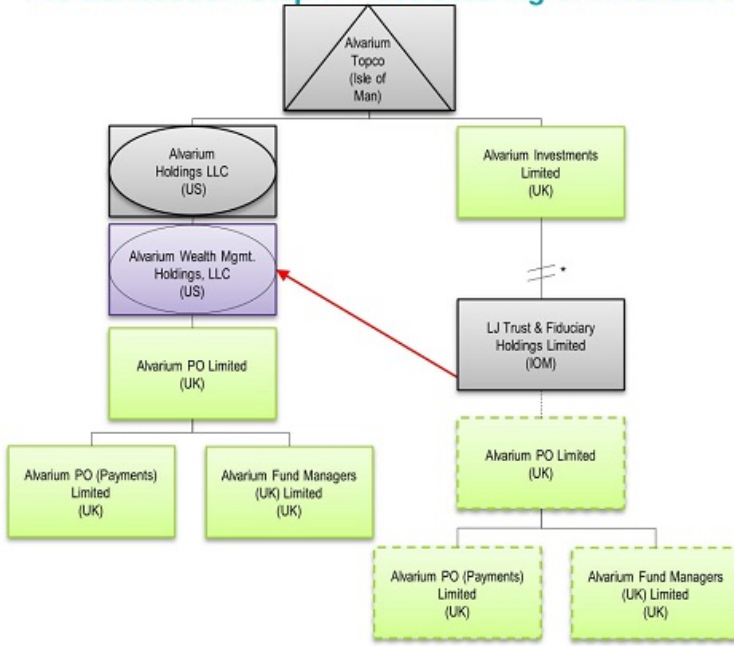 Alvarium
Topco
(Isle of
Man)
Alvarium
Holdings LLC
(US)
Alvarium Investments
Limited
(UK)
Alvarium Wealth Mgmt.
Holdings, LLC
(US)
*
LJ Trust & Fiduciary
Holdings Limited
(IOM)
Alvarium PO Limited
(UK)
Alvarium PO (Payments)
Limited
(UK)
Alvarium Fund Managers
(UK) Limited
(UK)
Alvarium PO Limited
(UK)
Alvarium PO (Payments)
Limited
(UK)
Alvarium Fund Managers
(UK) Limited
(UK)